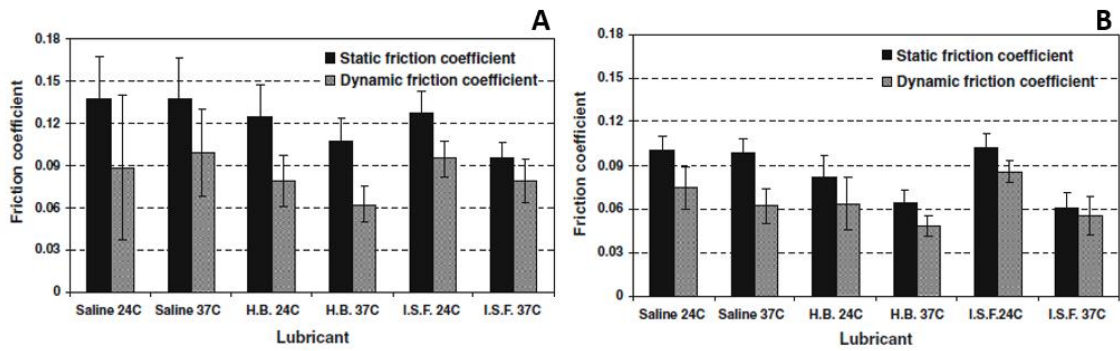 A
0.18
0.15
0.12
0.09
0.06
0.03
0
Friction coefficient
Static friction coefficient
Dynamic friction coefficient
Saline 24C Saline 37C H.B. 24C H.B. 37C I.S.F. 24C I.S.F. 37C
Lubricant
B
0.18
0.15
0.12
0.09
0.06
0.03
0
Friction coefficient
Static friction coefficient
Dynamic friction coefficient
Saline 24C Saline 37C H.B. 24C H.B. 37C I.S.F.24C I.S.F. 37C
Lubricant